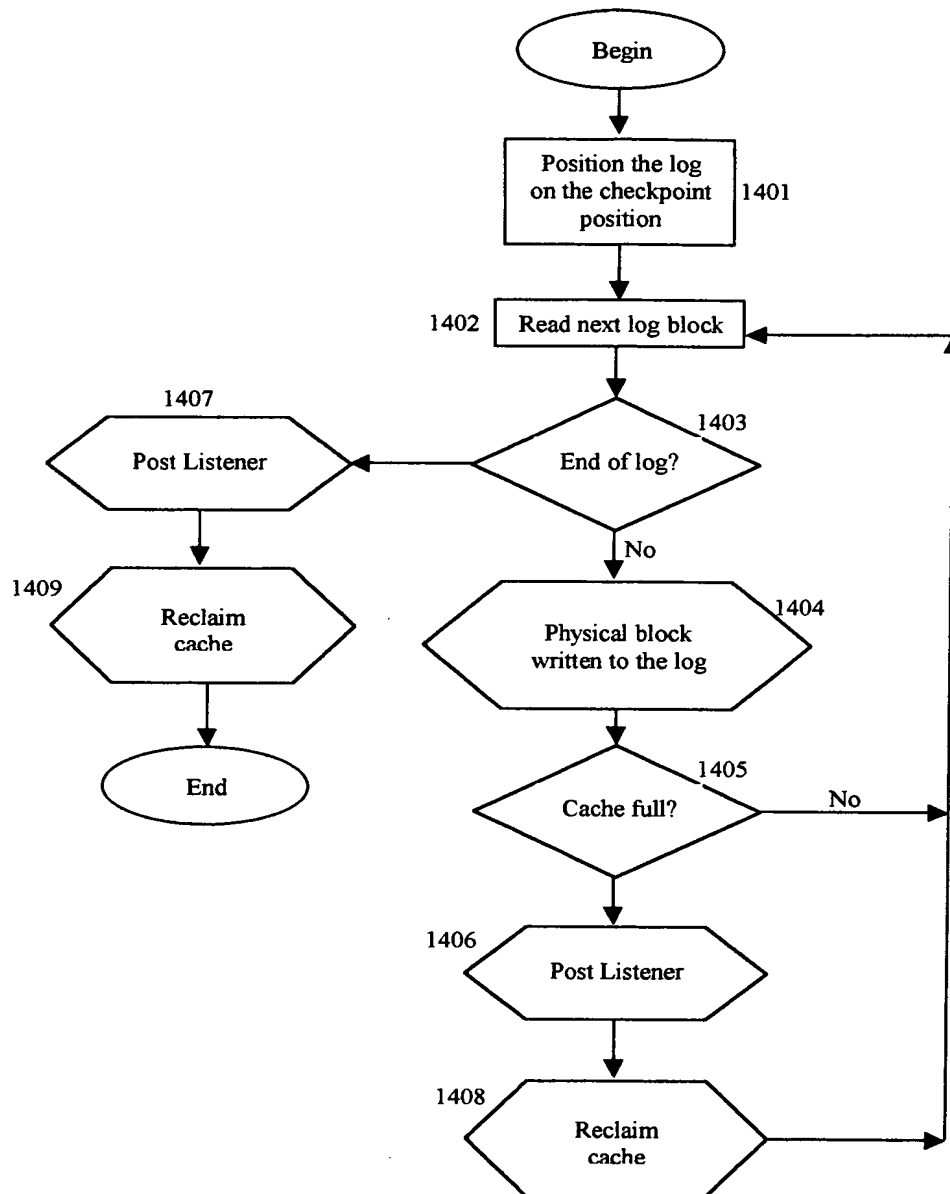 Begin
Position the log
on the checkpoint
position
1401
1402
Read next log block
1407
1403
Post Listener
End of log?
No
1409
Reclaim
cache
1404
Physical block
written to the log
End
1405
Cache full?
No
1406
Post Listener
1408
Reclaim
cache